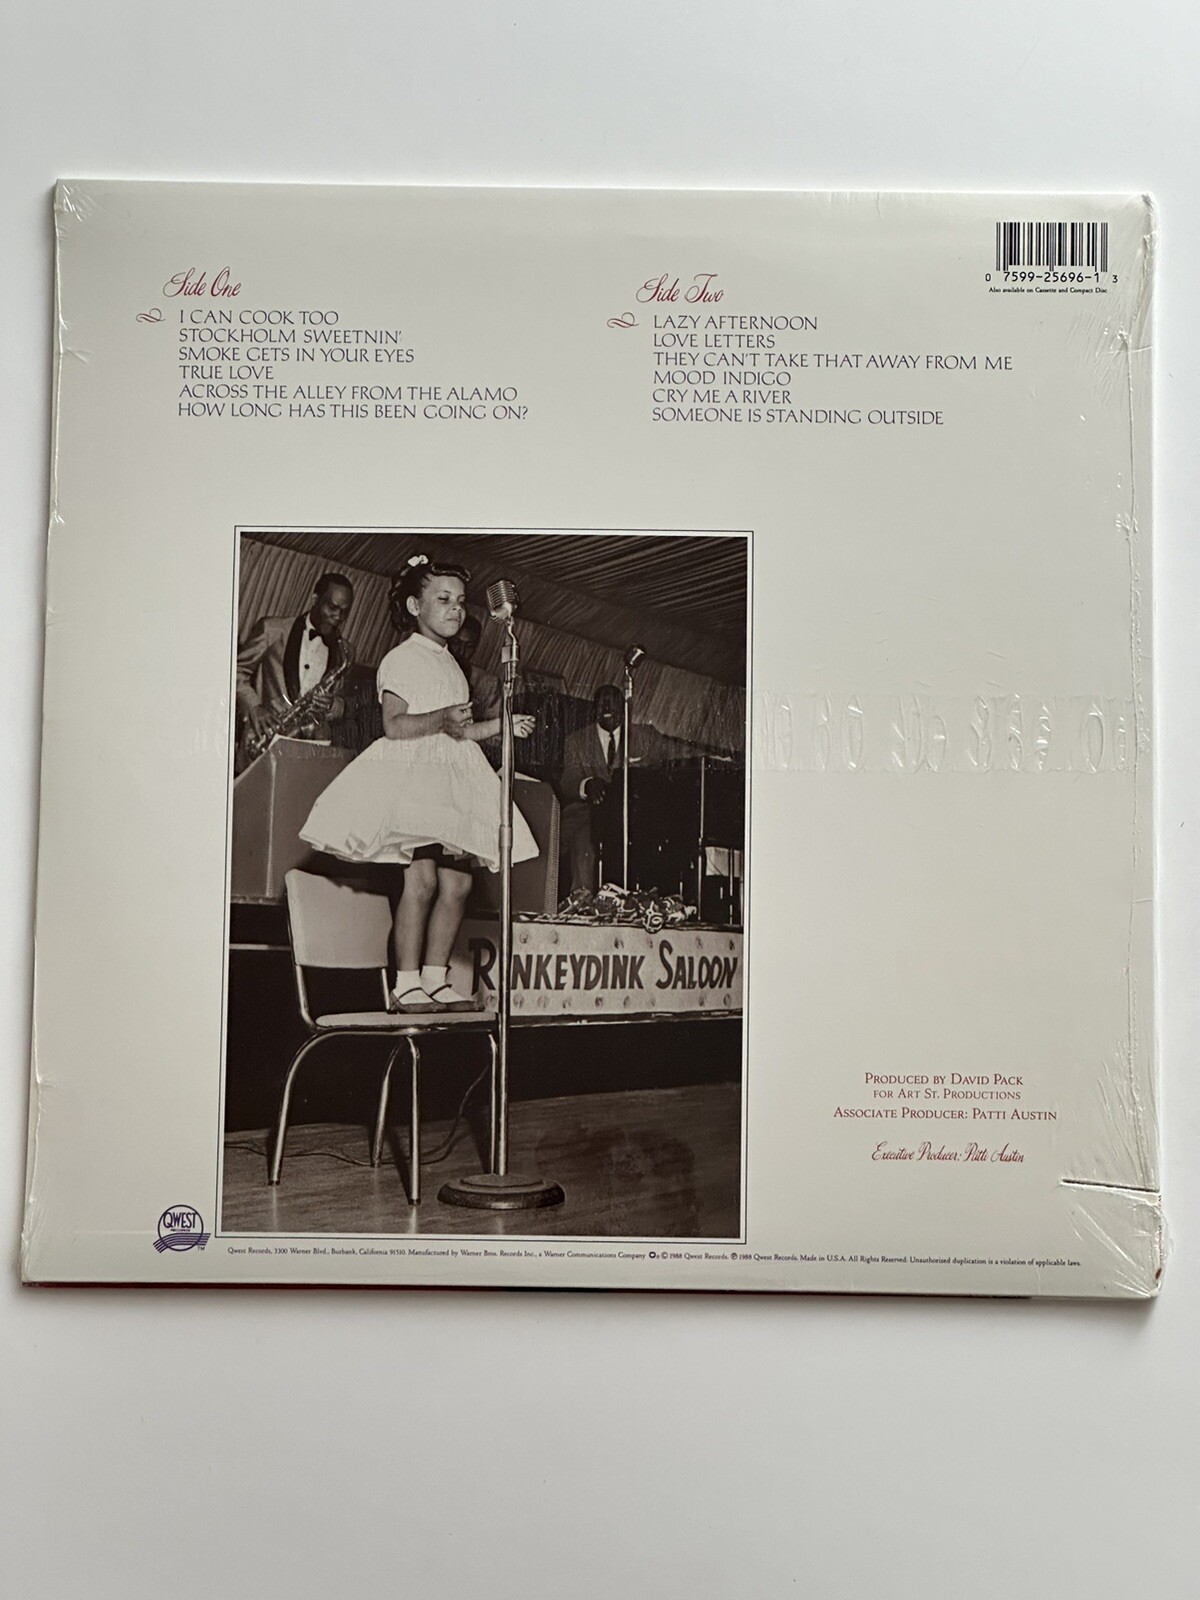 0 7599-25696-1 3
Also available on Cassette and Compact Disc
Side One
I CAN COOK TOO
STOCKHOLM SWEETNIN'
SMOKE GETS IN YOUR EYES
TRUE LOVE
ACROSS THE ALLEY FROM THE ALAMO
HOW LONG HAS THIS BEEN GOING ON?
Side Two
LAZY AFTERNOON
LOVE LETTERS
THEY CAN'T TAKE THAT AWAY FROM ME
MOOD INDIGO
CRY ME A RIVER
SOMEONE IS STANDING OUTSIDE
R NKEYDINK SALOON
PRODUCED BY DAVID PACK
FOR ART ST. PRODUCTIONS
ASSOCIATE PRODUCER: PATTI AUSTIN
Executive Producer: Patti Austin
QWEST
RECORDS
TM
Qwest Records, 3300 Warner Blvd., Burbank, California 91510. Manufactured by Warner Bros. Records Inc., a Warner Communications Company © 1988 Qwest Records. ℗ 1988 Qwest Records. Made in U.S.A. All Rights Reserved. Unauthorized duplication is a violation of applicable laws.